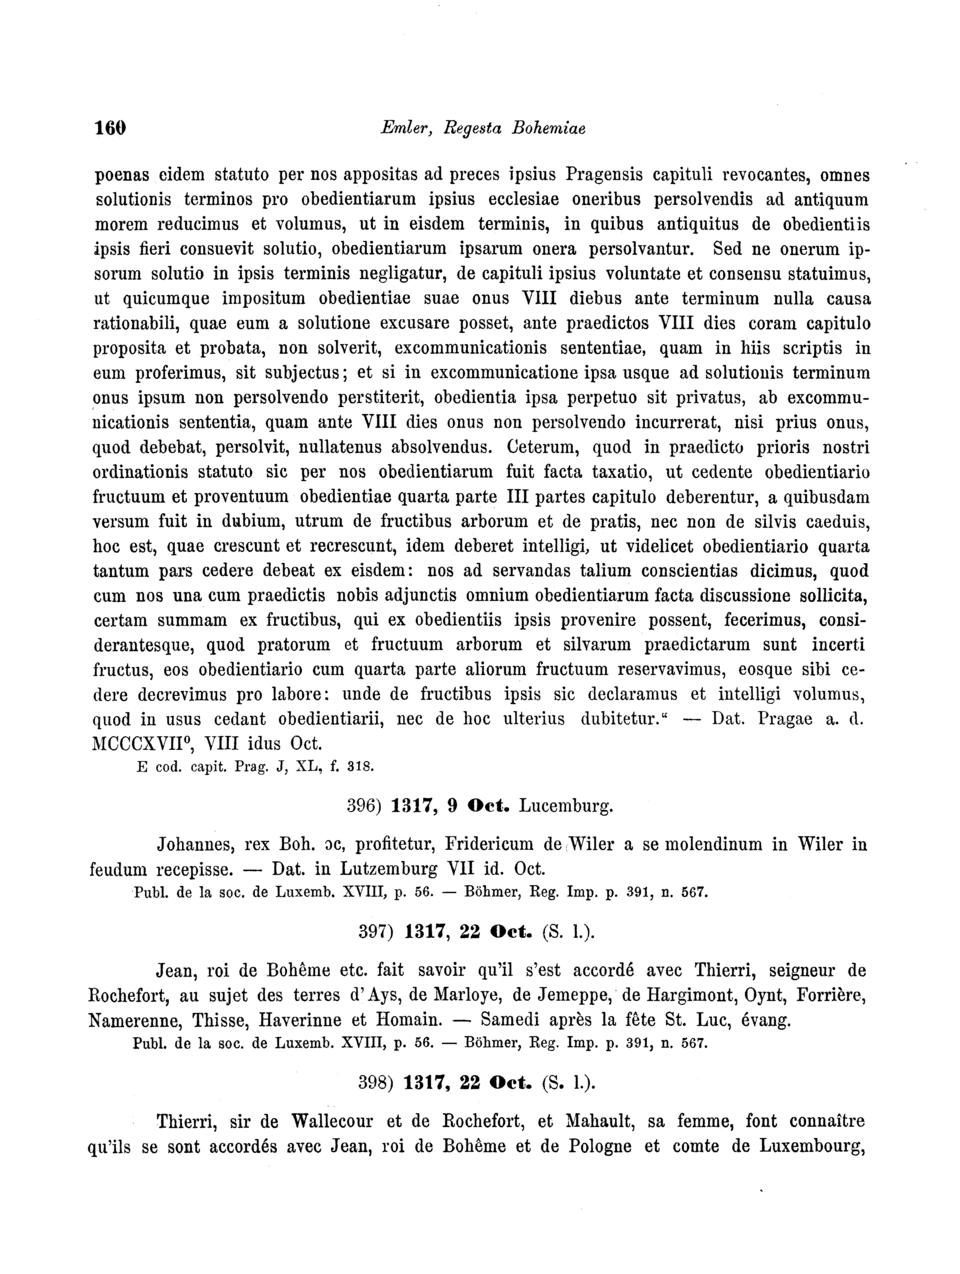 160 Emler, Regesta Bohemiae
poenas eidem statuto per nos appositas ad preces ipsius Pragensis capituli revocantes, omnes
solutionis terminos pro obedientiarum ipsius ecclesiae oneribus persolvendis ad antiquum
morem reducimus et volumus, ut in eisdem terminis, in quibus antiquitus de obedientiis
ipsis fieri consuevit solutio, obedientiarum ipsarum onera persolvantur. Sed ne onerum ip-
sorum solutio in ipsis terminis negligatur, de capituli ipsius voluntate et consensu statuimus,
ut quicumque impositum obedientiae suae onus VIII diebus ante terminum nulla causa
rationabili, quae eum a solutione excusare posset, ante praedictos VIII dies coram capitulo
proposita et probata, non solverit, excommunicationis sententiae, quam in hiis scriptis in
eum proferimus, sit subjectus; et si in excommunicatione ipsa usque ad solutionis terminum
onus ipsum non persolvendo perstiterit, obedientia ipsa perpetuo sit privatus, ab excommu-
nicationis sententia, quam ante VIII dies onus non persolvendo incurrerat, nisi prius onus,
quod debebat, persolvit, nullatenus absolvendus. Ceterum, quod in praedicto prioris nostri
ordinationis statuto sic per nos obedientiarum fuit facta taxatio, ut cedente obedientiario
fructuum et proventuum obedientiae quarta parte III partes capitulo deberentur, a quibusdam
versum fuit in dubium, utrum de fructibus arborum et de pratis, nec non de silvis caeduis,
hoc est, quae crescunt et recrescunt, idem deberet intelligi, ut videlicet obedientiario quarta
tantum pars cedere debeat ex eisdem: nos ad servandas talium conscientias dicimus, quod
cum nos una cum praedictis nobis adjunctis omnium obedientiarum facta discussione sollicita,
certam summam ex fructibus, qui ex obedientiis ipsis provenire possent, fecerimus, consi-
derantesque, quod pratorum et fructuum arborum et silvarum praedictarum sunt incerti
fructus, eos obedientiario cum quarta parte aliorum fructuum reservavimus, eosque sibi ce-
dere decrevimus pro labore: unde de fructibus ipsis sic declaramus et intelligi volumus,
quod in usus cedant obedientiarii, nec de hoc ulterius dubitetur.“ — Dat. Pragae a. d.
MCCCXVII⁰, VIII idus Oct.
E cod. capit. Prag. J, XL, f. 318.
396) 1317, 9 Oct. Lucemburg.
Johannes, rex Boh. ɔc, profitetur, Fridericum de Wiler a se molendinum in Wiler in
feudum recepisse. — Dat. in Lutzemburg VII id. Oct.
Publ. de la soc. de Luxemb. XVIII, p. 56. — Böhmer, Reg. Imp. p. 391, n. 567.
397) 1317, 22 Oct. (S. l.).
Jean, roi de Bohême etc. fait savoir qu'il s'est accordé avec Thierri, seigneur de
Rochefort, au sujet des terres d'Ays, de Marloye, de Jemeppe, de Hargimont, Oynt, Forrière,
Namerenne, Thisse, Haverinne et Homain. — Samedi après la fête St. Luc, évang.
Publ. de la soc. de Luxemb. XVIII, p. 56. — Böhmer, Reg. Imp. p. 391, n. 567.
398) 1317, 22 Oct. (S. l.).
Thierri, sir de Wallecour et de Rochefort, et Mahault, sa femme, font connaître
qu'ils se sont accordés avec Jean, roi de Bohême et de Pologne et comte de Luxembourg,